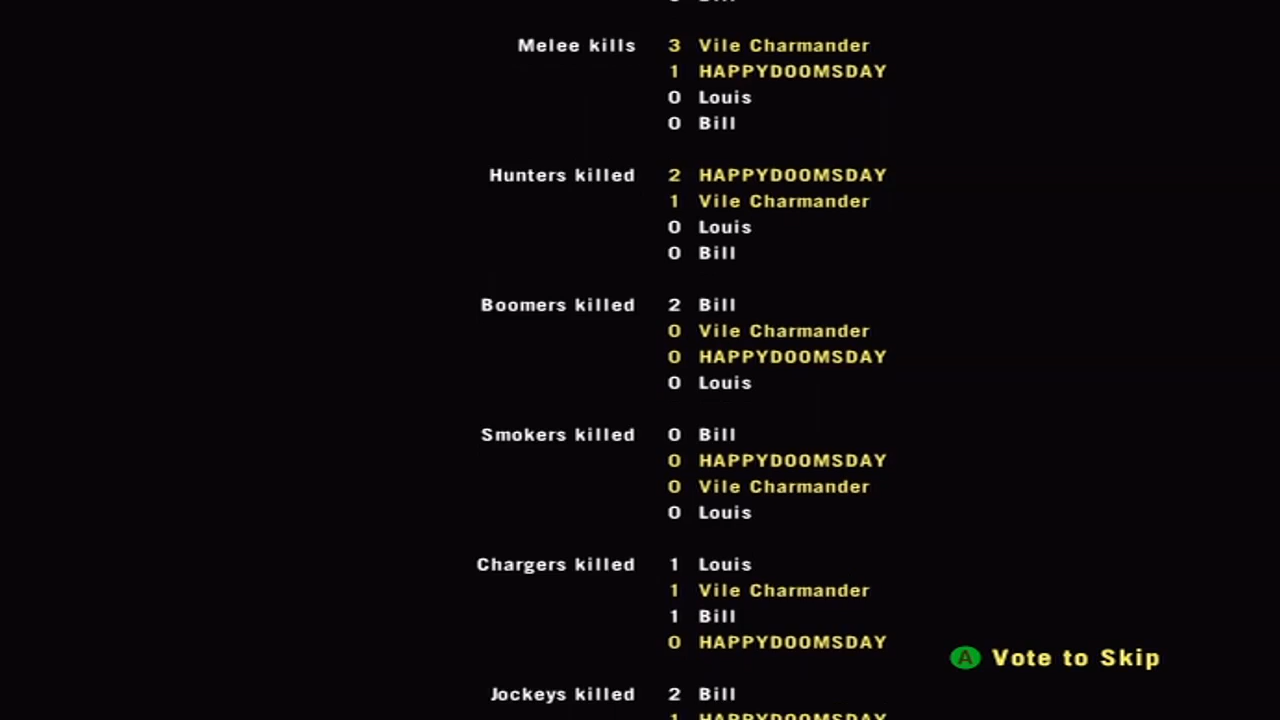 Melee kills 3 Vile Charmander
1 HAPPYDOOMSDAY
0 Louis
0 Bill
Hunters killed 2 HAPPYDOOMSDAY
1 Vile Charmander
0 Louis
0 Bill
Boomers killed 2 Bill
0 Vile Charmander
0 HAPPYDOOMSDAY
0 Louis
Smokers killed 0 Bill
0 HAPPYDOOMSDAY
0 Vile Charmander
0 Louis
Chargers killed 1 Louis
1 Vile Charmander
1 Bill
0 HAPPYDOOMSDAY
A Vote to Skip
Jockeys killed 2 Bill
1 HAPPYDOOMSDAY